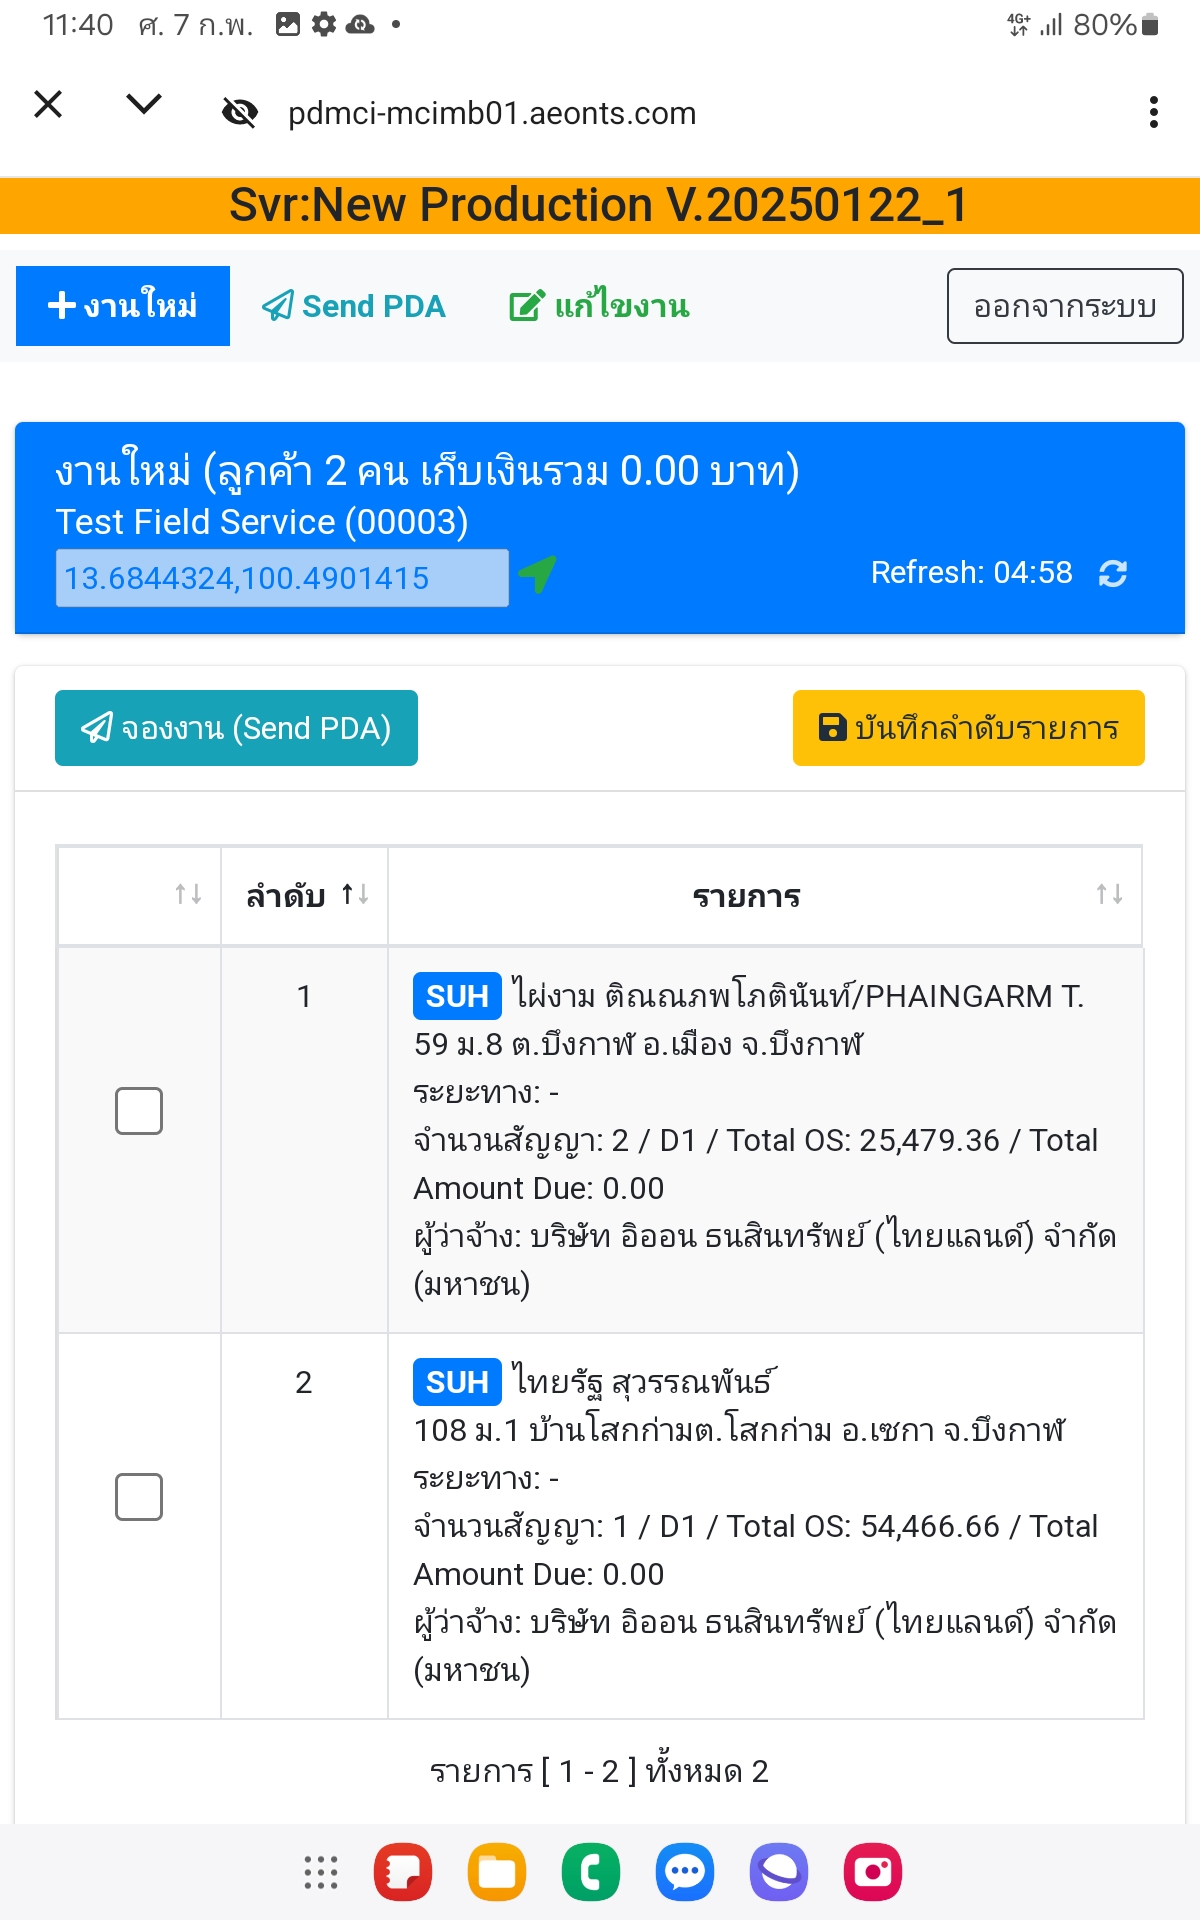 11:40 ศ. 7 ก.พ. 4G+ 80%
pdmci-mcimb01.aeonts.com
Svr:New Production V.20250122_1
งานใหม่ Send PDA แก้ไขงาน ออกจากระบบ
งานใหม่ (ลูกค้า 2 คน เก็บเงินรวม 0.00 บาท)
Test Field Service (00003)
13.6844324,100.4901415 Refresh: 04:58
จองงาน (Send PDA) บันทึกลำดับรายการ
ลำดับ รายการ
1 SUH ไผ่งาม ติณณภพโภตินันท์/PHAINGARM T.
59 ม.8 ต.บึงกาฬ อ.เมือง จ.บึงกาฬ
ระยะทาง: -
จำนวนสัญญา: 2 / D1 / Total OS: 25,479.36 / Total
Amount Due: 0.00
ผู้ว่าจ้าง: บริษัท อิออน ธนสินทรัพย์ (ไทยแลนด์) จำกัด
(มหาชน)
2 SUH ไทยรัฐ สุวรรณพันธ์
108 ม.1 บ้านโสกก่ามต.โสกก่าม อ.เซกา จ.บึงกาฬ
ระยะทาง: -
จำนวนสัญญา: 1 / D1 / Total OS: 54,466.66 / Total
Amount Due: 0.00
ผู้ว่าจ้าง: บริษัท อิออน ธนสินทรัพย์ (ไทยแลนด์) จำกัด
(มหาชน)
รายการ [ 1 - 2 ] ทั้งหมด 2